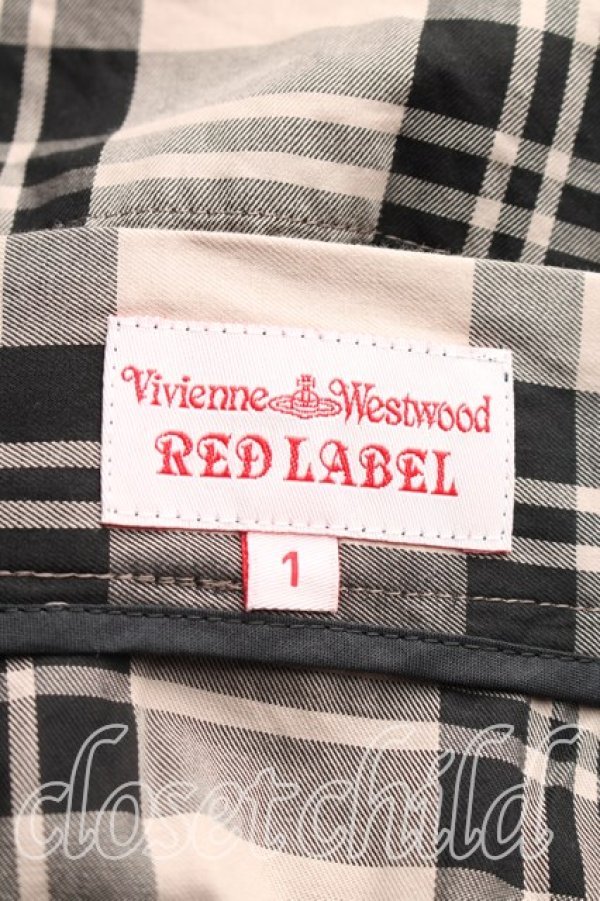 Vivienne Westwood
RED LABEL
1
closetchild